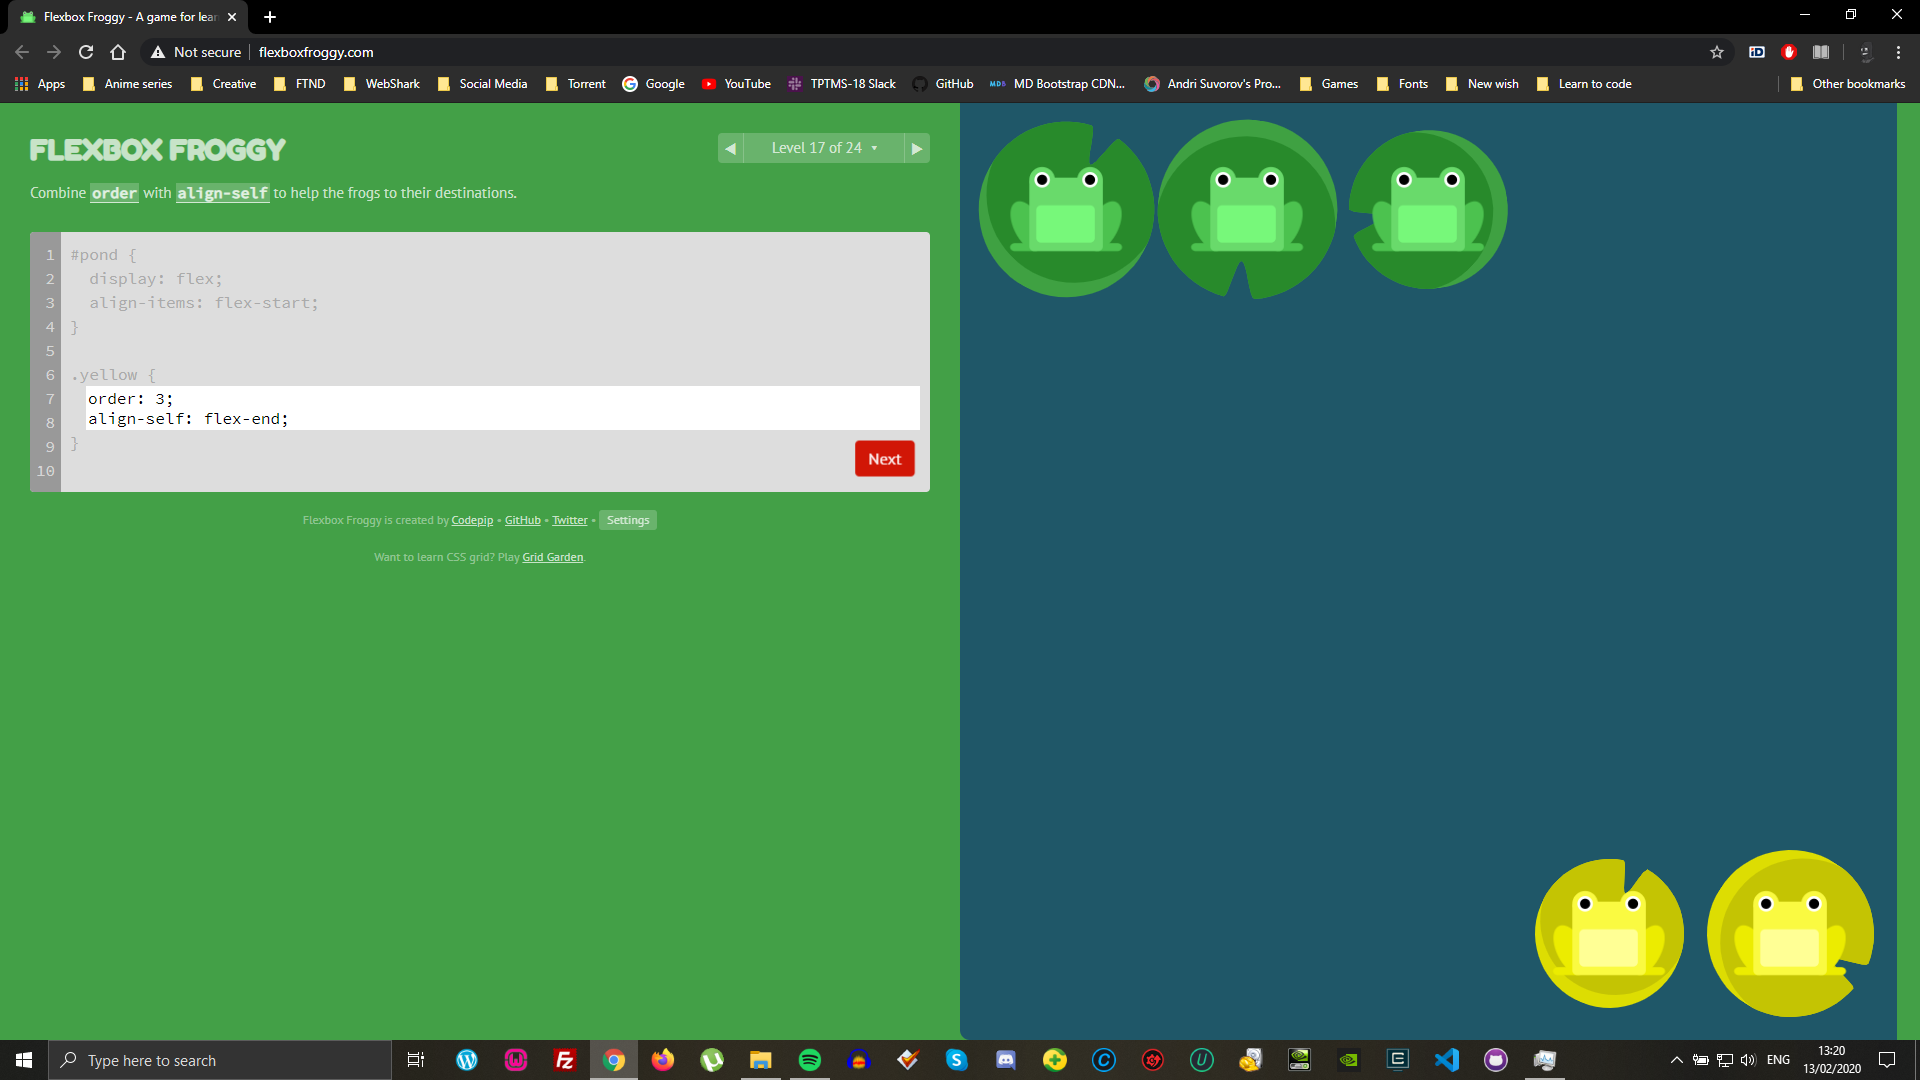 Flexbox Froggy - A game for lear
Not secure flexboxfroggy.com
Apps Anime series Creative FTND WebShark Social Media Torrent Google YouTube TPTMS-18 Slack GitHub MDB MD Bootstrap CDN... Andri Suvorov's Pro... Games Fonts New wish Learn to code Other bookmarks
FLEXBOX FROGGY
◀ Level 17 of 24 ▼ ▶
Combine order with align-self to help the frogs to their destinations.
1 #pond {
2 display: flex;
3 align-items: flex-start;
4 }
5
6 .yellow {
7 order: 3;
8 align-self: flex-end;
9 }
10
Next
Flexbox Froggy is created by Codepip • GitHub • Twitter • Settings
Want to learn CSS grid? Play Grid Garden.
Type here to search
ENG
13:20
13/02/2020